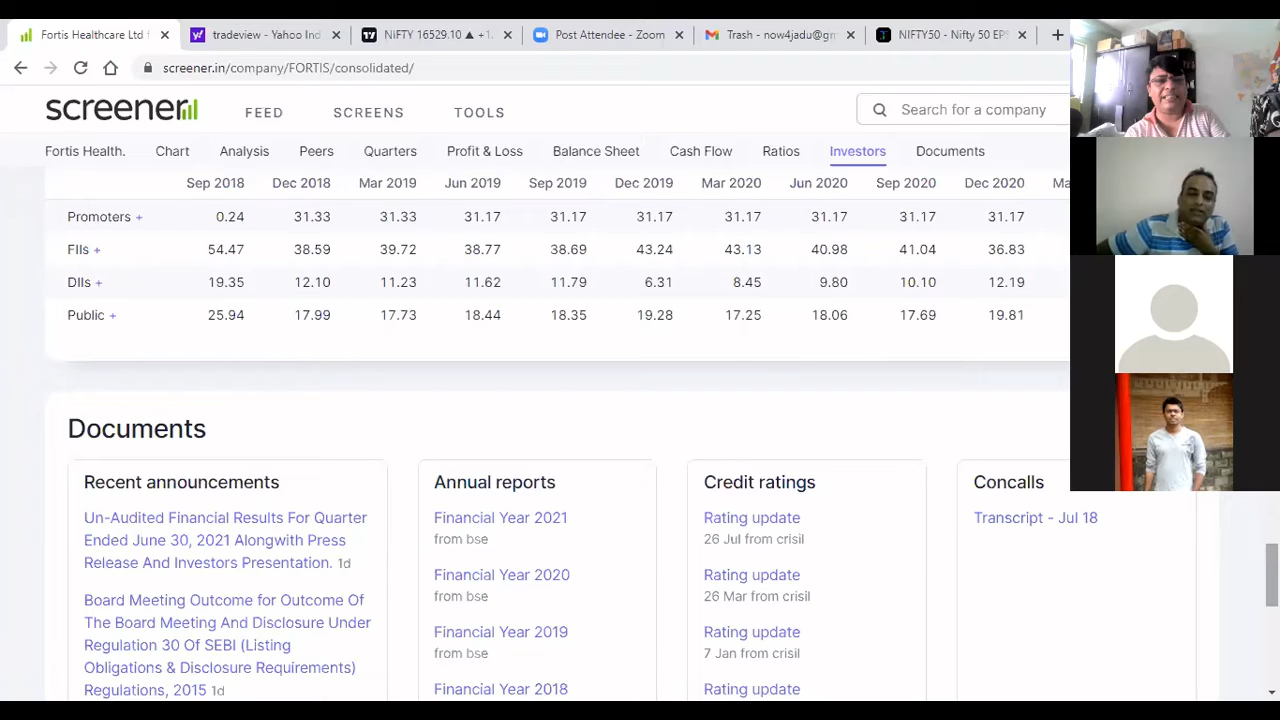 Fortis Healthcare Ltd
tradeview - Yahoo Ind
NIFTY 16529.10 ▲ +1.
Post Attendee - Zoom
Trash - now4jadu@gm
NIFTY50 - Nifty 50 EPS
screener.in/company/FORTIS/consolidated/
screener
FEED SCREENS TOOLS
Search for a company
Fortis Health. Chart Analysis Peers Quarters Profit & Loss Balance Sheet Cash Flow Ratios Investors Documents
Sep 2018 Dec 2018 Mar 2019 Jun 2019 Sep 2019 Dec 2019 Mar 2020 Jun 2020 Sep 2020 Dec 2020
Promoters + 0.24 31.33 31.33 31.17 31.17 31.17 31.17 31.17 31.17 31.17
FIIs + 54.47 38.59 39.72 38.77 38.69 43.24 43.13 40.98 41.04 36.83
DIIs + 19.35 12.10 11.23 11.62 11.79 6.31 8.45 9.80 10.10 12.19
Public + 25.94 17.99 17.73 18.44 18.35 19.28 17.25 18.06 17.69 19.81
Documents
Recent announcements
Un-Audited Financial Results For Quarter
Ended June 30, 2021 Alongwith Press
Release And Investors Presentation. 1d
Board Meeting Outcome for Outcome Of
The Board Meeting And Disclosure Under
Regulation 30 Of SEBI (Listing
Obligations & Disclosure Requirements)
Regulations, 2015 1d
Annual reports
Financial Year 2021
from bse
Financial Year 2020
from bse
Financial Year 2019
from bse
Financial Year 2018
Credit ratings
Rating update
26 Jul from crisil
Rating update
26 Mar from crisil
Rating update
7 Jan from crisil
Rating update
Concalls
Transcript - Jul 18